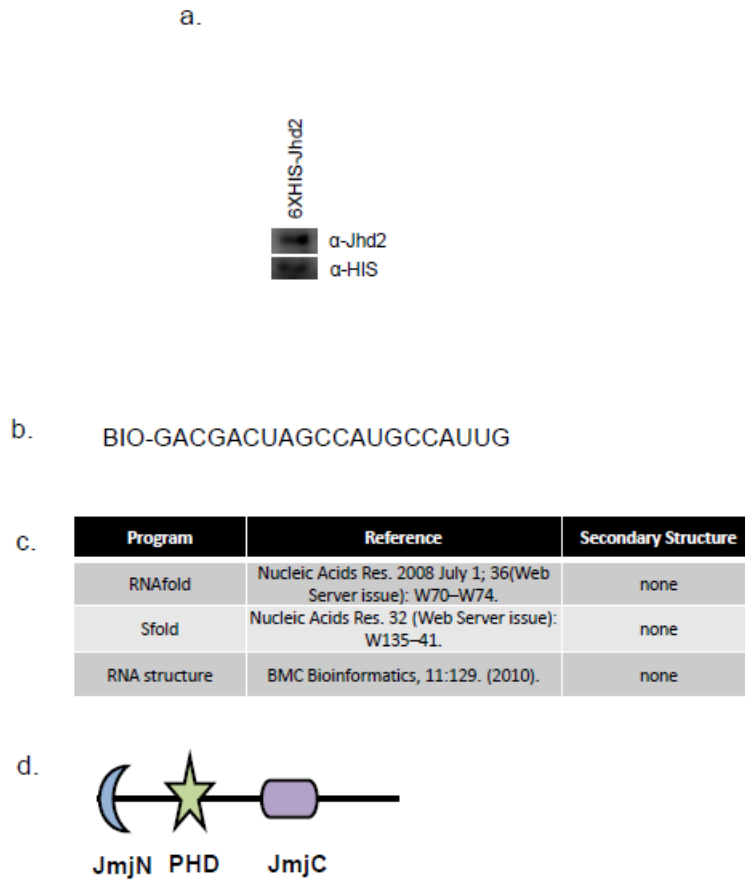 a.
6XHIS-Jhd2
α-Jhd2
α-HIS
b.
BIO-GACGACUAGCCAUGCCAUUG
c.
Program Reference Secondary Structure
RNAfold Nucleic Acids Res. 2008 July 1; 36(Web
Server issue): W70–W74. none
Sfold Nucleic Acids Res. 32 (Web Server issue):
W135–41. none
RNA structure BMC Bioinformatics, 11:129. (2010). none
d.
JmjN PHD JmjC